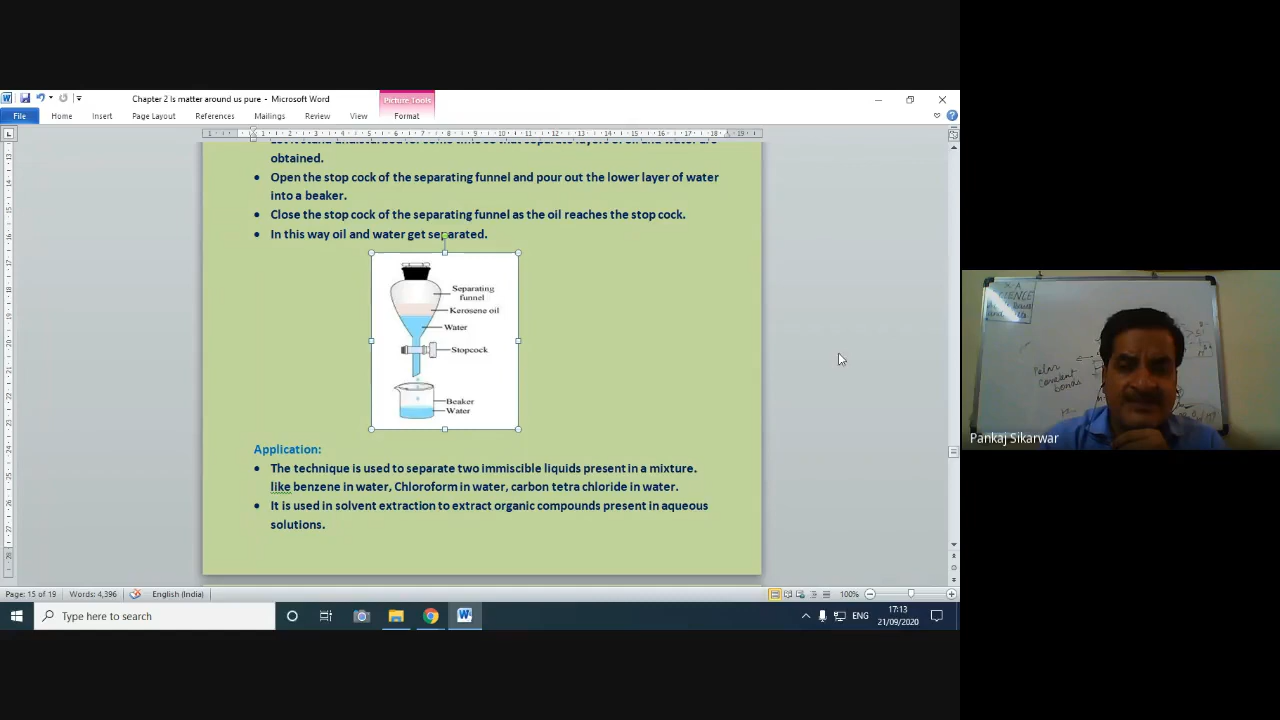 Chapter 2 Is matter around us pure - Microsoft Word
Picture Tools
File Home Insert Page Layout References Mailings Review View Format
obtained.
Open the stop cock of the separating funnel and pour out the lower layer of water
into a beaker.
Close the stop cock of the separating funnel as the oil reaches the stop cock.
In this way oil and water get separated.
Separating
funnel
Kerosene oil
Water
Stopcock
Beaker
Water
Application:
The technique is used to separate two immiscible liquids present in a mixture.
like benzene in water, Chloroform in water, carbon tetra chloride in water.
It is used in solvent extraction to extract organic compounds present in aqueous
solutions.
Page: 15 of 19 Words: 4,396 English (India) 100%
Type here to search
ENG
17:13
21/09/2020
X A
SCIENCE
Polar
covalent
bonds
Pankaj Sikarwar